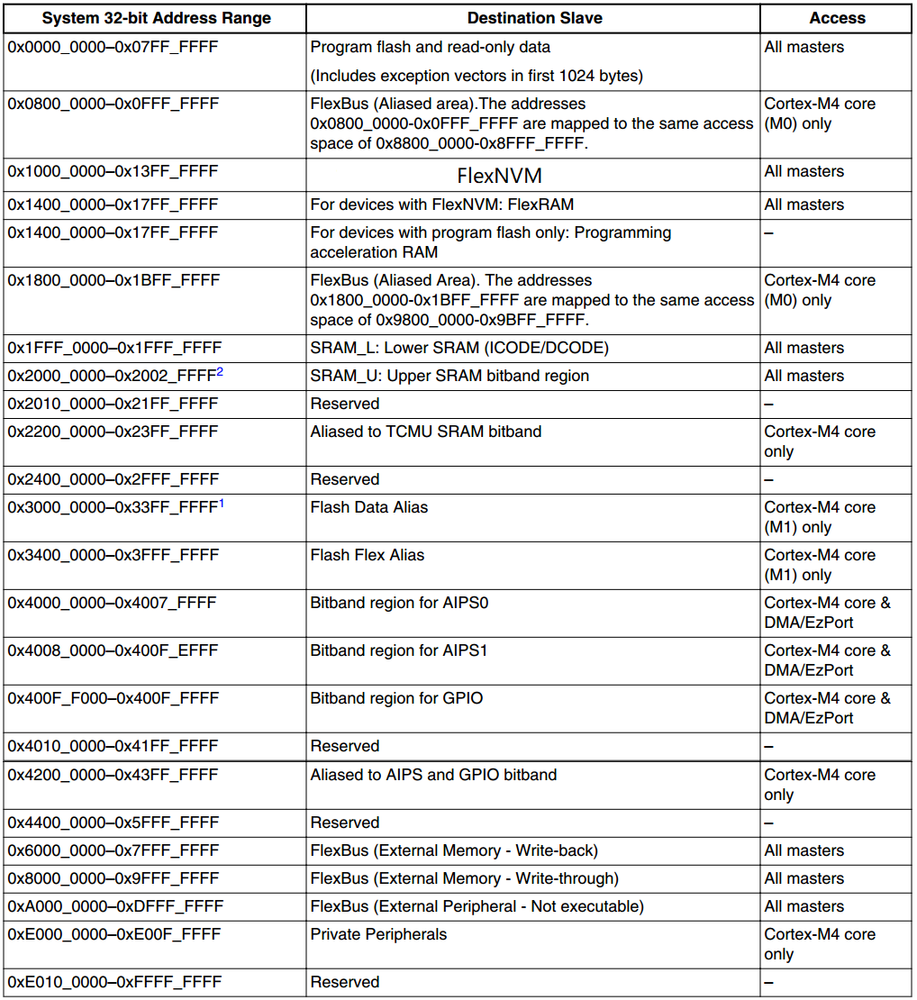 System 32-bit Address Range Destination Slave Access
0x0000_0000–0x07FF_FFFF Program flash and read-only data All masters
(Includes exception vectors in first 1024 bytes)
0x0800_0000–0x0FFF_FFFF FlexBus (Aliased area).The addresses Cortex-M4 core
0x0800_0000-0x0FFF_FFFF are mapped to the same access (M0) only
space of 0x8800_0000-0x8FFF_FFFF.
0x1000_0000–0x13FF_FFFF FlexNVM All masters
0x1400_0000–0x17FF_FFFF For devices with FlexNVM: FlexRAM All masters
0x1400_0000–0x17FF_FFFF For devices with program flash only: Programming –
acceleration RAM
0x1800_0000–0x1BFF_FFFF FlexBus (Aliased Area). The addresses Cortex-M4 core
0x1800_0000-0x1BFF_FFFF are mapped to the same access (M0) only
space of 0x9800_0000-0x9BFF_FFFF.
0x1FFF_0000–0x1FFF_FFFF SRAM_L: Lower SRAM (ICODE/DCODE) All masters
0x2000_0000–0x2002_FFFF2 SRAM_U: Upper SRAM bitband region All masters
0x2010_0000–0x21FF_FFFF Reserved –
0x2200_0000–0x23FF_FFFF Aliased to TCMU SRAM bitband Cortex-M4 core
only
0x2400_0000–0x2FFF_FFFF Reserved –
0x3000_0000–0x33FF_FFFF1 Flash Data Alias Cortex-M4 core
(M1) only
0x3400_0000–0x3FFF_FFFF Flash Flex Alias Cortex-M4 core
(M1) only
0x4000_0000–0x4007_FFFF Bitband region for AIPS0 Cortex-M4 core &
DMA/EzPort
0x4008_0000–0x400F_EFFF Bitband region for AIPS1 Cortex-M4 core &
DMA/EzPort
0x400F_F000–0x400F_FFFF Bitband region for GPIO Cortex-M4 core &
DMA/EzPort
0x4010_0000–0x41FF_FFFF Reserved –
0x4200_0000–0x43FF_FFFF Aliased to AIPS and GPIO bitband Cortex-M4 core
only
0x4400_0000–0x5FFF_FFFF Reserved –
0x6000_0000–0x7FFF_FFFF FlexBus (External Memory - Write-back) All masters
0x8000_0000–0x9FFF_FFFF FlexBus (External Memory - Write-through) All masters
0xA000_0000–0xDFFF_FFFF FlexBus (External Peripheral - Not executable) All masters
0xE000_0000–0xE00F_FFFF Private Peripherals Cortex-M4 core
only
0xE010_0000–0xFFFF_FFFF Reserved –